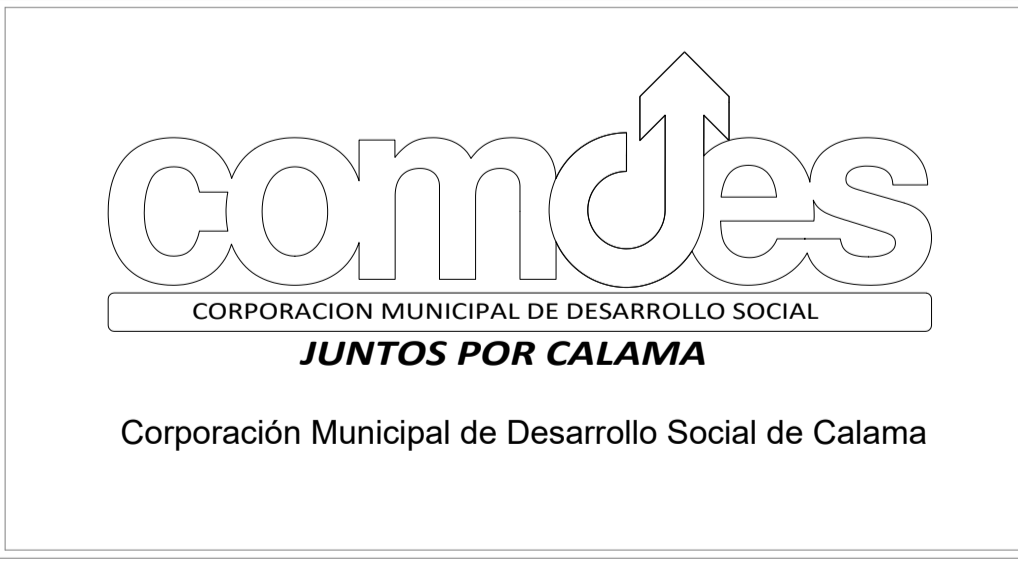 comdes
CORPORACION MUNICIPAL DE DESARROLLO SOCIAL
JUNTOS POR CALAMA
Corporación Municipal de Desarrollo Social de Calama